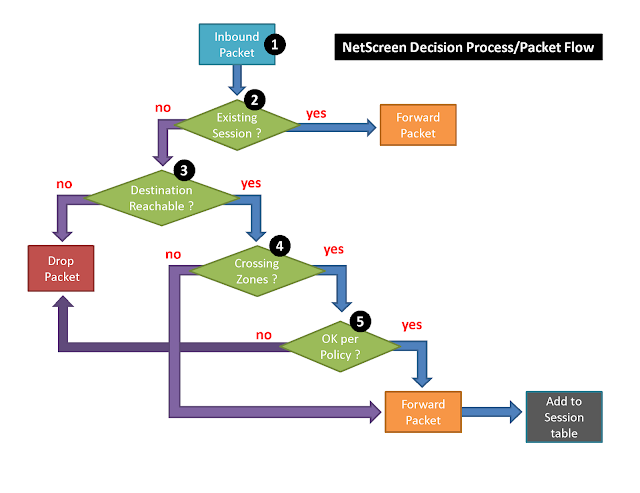 NetScreen Decision Process/Packet Flow
Inbound
Packet
1
2
no
Existing
Session ?
yes
Forward
Packet
3
no
Destination
Reachable ?
yes
4
Drop
Packet
no
Crossing
Zones ?
yes
5
no
OK per
Policy ?
yes
Forward
Packet
Add to
Session
table